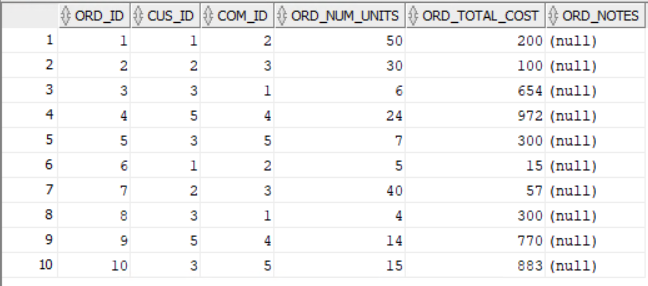 ORD_ID CUS_ID COM_ID ORD_NUM_UNITS ORD_TOTAL_COST ORD_NOTES
1 1 1 2 50 200 (null)
2 2 2 3 30 100 (null)
3 3 3 1 6 654 (null)
4 4 5 4 24 972 (null)
5 5 3 5 7 300 (null)
6 6 1 2 5 15 (null)
7 7 2 3 40 57 (null)
8 8 3 1 4 300 (null)
9 9 5 4 14 770 (null)
10 10 3 5 15 883 (null)